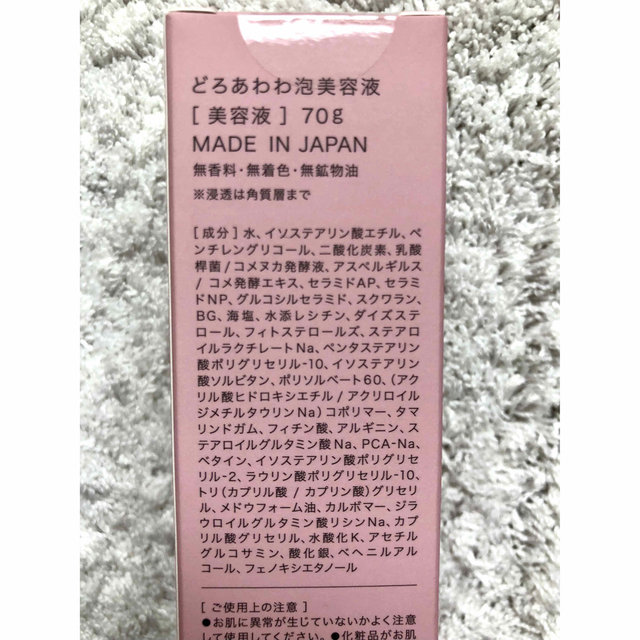 どろあわわ泡美容液
[ 美容液 ] 70g
MADE IN JAPAN
無香料・無着色・無鉱物油
※浸透は角質層まで
[ 成分 ] 水、イソステアリン酸エチル、ペ
ンチレングリコール、二酸化炭素、乳酸
桿菌/コメヌカ発酵液、アスペルギルス
/ コメ発酵エキス、セラミドAP、セラミ
ドNP、グルコシルセラミド、スクワラン、
BG、海塩、水添レシチン、ダイズステ
ロール、フィトステロールズ、ステアロ
イルラクチレートNa、ペンタステアリン
酸ポリグリセリル-10、イソステアリン
酸ソルビタン、ポリソルベート60、(アク
リル酸ヒドロキシエチル / アクリロイル
ジメチルタウリンNa) コポリマー、タマ
リンドガム、フィチン酸、アルギニン、ス
テアロイルグルタミン酸Na、PCA-Na、
ベタイン、イソステアリン酸ポリグリセ
リル-2、ラウリン酸ポリグリセリル-10、
トリ(カプリル酸 / カプリン酸)グリセリ
ル、メドウフォーム油、カルボマー、ジラ
ウロイルグルタミン酸リシンNa、カプ
リル酸グリセリル、水酸化K、アセチル
グルコサミン、酸化銀、ベヘニルアル
コール、フェノキシエタノール
[ ご使用上の注意 ]
●お肌に異常が生じていないかよく注意
して使用してください。●化粧品がお肌